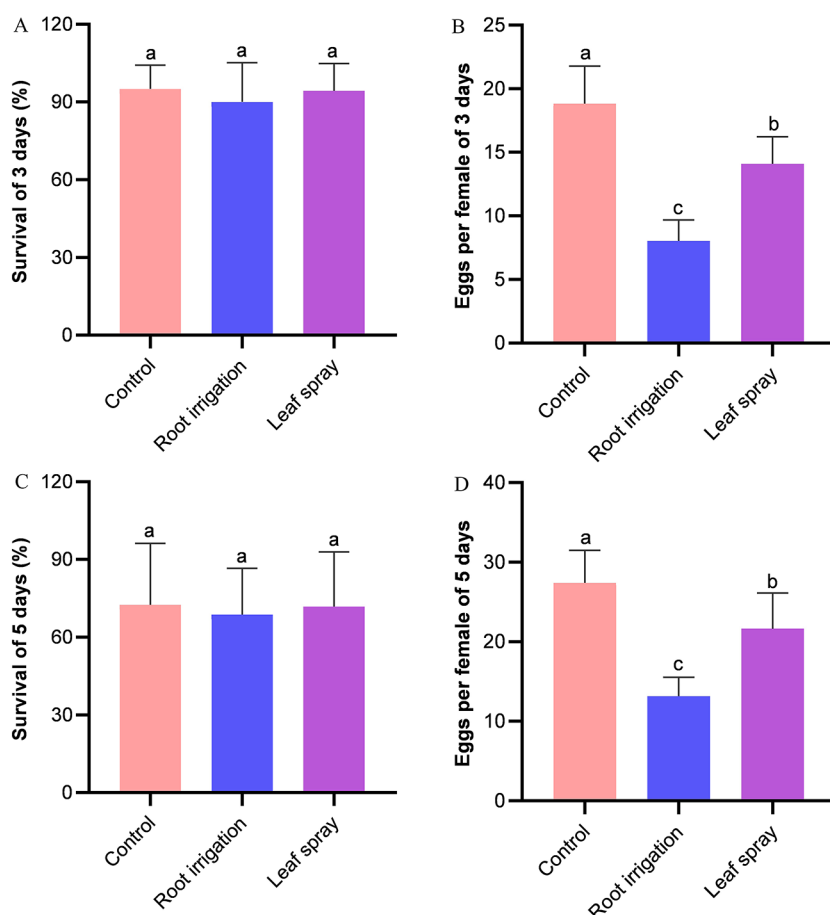 A
Survival of 3 days (%)
120
90
60
30
0
a
a
a
Control
Root irrigation
Leaf spray
B
Eggs per female of 3 days
25
20
15
10
5
0
a
c
b
Control
Root irrigation
Leaf spray
C
Survival of 5 days (%)
120
90
60
30
0
a
a
a
Control
Root irrigation
Leaf spray
D
Eggs per female of 5 days
40
30
20
10
0
a
c
b
Control
Root irrigation
Leaf spray